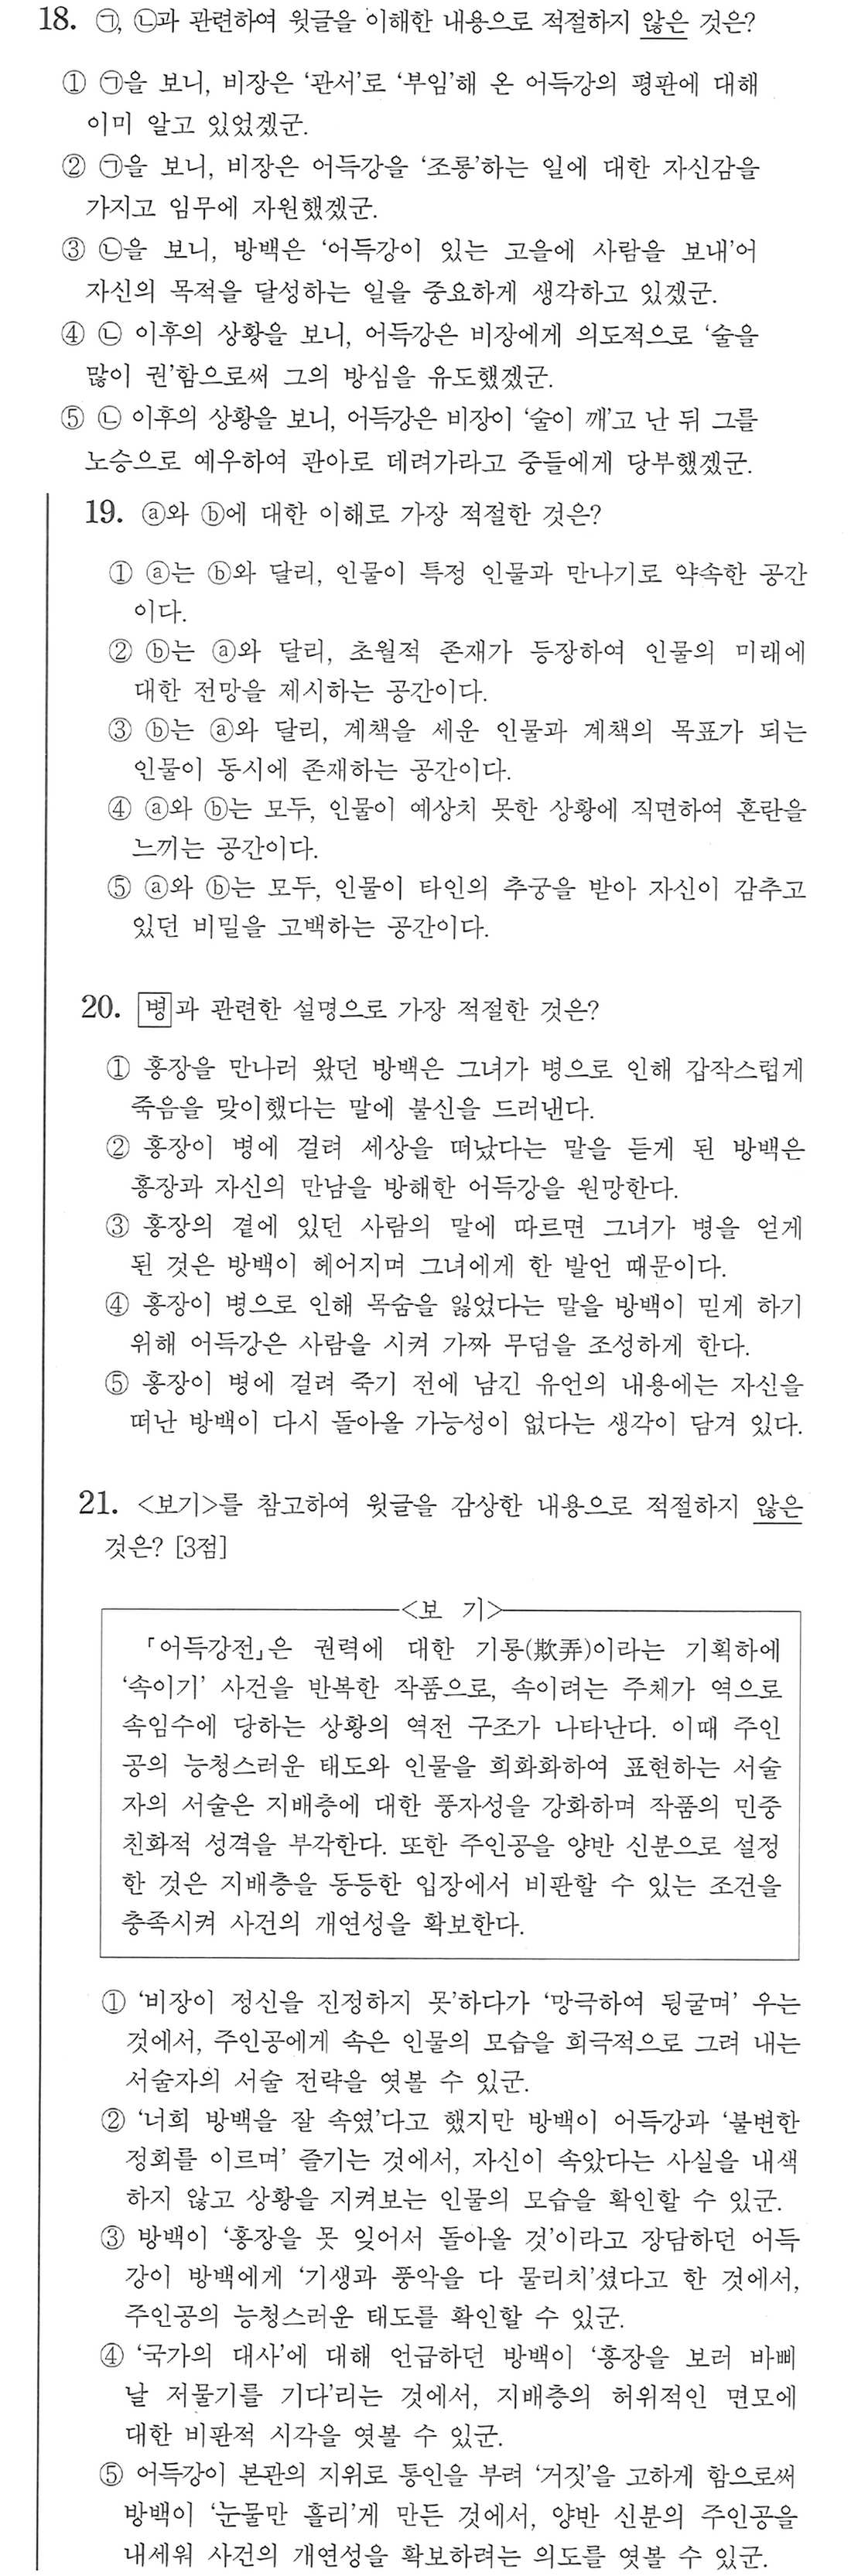 18. ㉠, ㉡과 관련하여 윗글을 이해한 내용으로 적절하지 않은 것은?
① ㉠을 보니, 비장은 ‘관서’로 ‘부임’해 온 어득강의 평판에 대해
이미 알고 있었겠군.
② ㉠을 보니, 비장은 어득강을 ‘조롱’하는 일에 대한 자신감을
가지고 임무에 자원했겠군.
③ ㉡을 보니, 방백은 ‘어득강이 있는 고을에 사람을 보내’어
자신의 목적을 달성하는 일을 중요하게 생각하고 있겠군.
④ ㉡ 이후의 상황을 보니, 어득강은 비장에게 의도적으로 ‘술을
많이 권’함으로써 그의 방심을 유도했겠군.
⑤ ㉡ 이후의 상황을 보니, 어득강은 비장이 ‘술이 깨’고 난 뒤 그를
노승으로 예우하여 관아로 데려가라고 중들에게 당부했겠군.
19. ⓐ와 ⓑ에 대한 이해로 가장 적절한 것은?
① ⓐ는 ⓑ와 달리, 인물이 특정 인물과 만나기로 약속한 공간
이다.
② ⓑ는 ⓐ와 달리, 초월적 존재가 등장하여 인물의 미래에
대한 전망을 제시하는 공간이다.
③ ⓑ는 ⓐ와 달리, 계책을 세운 인물과 계책의 목표가 되는
인물이 동시에 존재하는 공간이다.
④ ⓐ와 ⓑ는 모두, 인물이 예상치 못한 상황에 직면하여 혼란을
느끼는 공간이다.
⑤ ⓐ와 ⓑ는 모두, 인물이 타인의 추궁을 받아 자신이 감추고
있던 비밀을 고백하는 공간이다.
20. 병과 관련한 설명으로 가장 적절한 것은?
① 홍장을 만나러 왔던 방백은 그녀가 병으로 인해 갑작스럽게
죽음을 맞이했다는 말에 불신을 드러낸다.
② 홍장이 병에 걸려 세상을 떠났다는 말을 듣게 된 방백은
홍장과 자신의 만남을 방해한 어득강을 원망한다.
③ 홍장의 곁에 있던 사람의 말에 따르면 그녀가 병을 얻게
된 것은 방백이 헤어지며 그녀에게 한 발언 때문이다.
④ 홍장이 병으로 인해 목숨을 잃었다는 말을 방백이 믿게 하기
위해 어득강은 사람을 시켜 가짜 무덤을 조성하게 한다.
⑤ 홍장이 병에 걸려 죽기 전에 남긴 유언의 내용에는 자신을
떠난 방백이 다시 돌아올 가능성이 없다는 생각이 담겨 있다.
21. <보기>를 참고하여 윗글을 감상한 내용으로 적절하지 않은
것은? [3점]
<보 기>
「어득강전」은 권력에 대한 기롱(欺弄)이라는 기획하에
‘속이기’ 사건을 반복한 작품으로, 속이려는 주체가 역으로
속임수에 당하는 상황의 역전 구조가 나타난다. 이때 주인
공의 능청스러운 태도와 인물을 희화화하여 표현하는 서술
자의 서술은 지배층에 대한 풍자성을 강화하며 작품의 민중
친화적 성격을 부각한다. 또한 주인공을 양반 신분으로 설정
한 것은 지배층을 동등한 입장에서 비판할 수 있는 조건을
충족시켜 사건의 개연성을 확보한다.
① ‘비장이 정신을 진정하지 못’하다가 ‘망극하여 뒹굴며’ 우는
것에서, 주인공에게 속은 인물의 모습을 희극적으로 그려 내는
서술자의 서술 전략을 엿볼 수 있군.
② ‘너희 방백을 잘 속였’다고 했지만 방백이 어득강과 ‘불변한
정회를 이르며’ 즐기는 것에서, 자신이 속았다는 사실을 내색
하지 않고 상황을 지켜보는 인물의 모습을 확인할 수 있군.
③ 방백이 ‘홍장을 못 잊어서 돌아올 것’이라고 장담하던 어득
강이 방백에게 ‘기생과 풍악을 다 물리치’셨다고 한 것에서,
주인공의 능청스러운 태도를 확인할 수 있군.
④ ‘국가의 대사’에 대해 언급하던 방백이 ‘홍장을 보러 바삐
날 저물기를 기다’리는 것에서, 지배층의 허위적인 면모에
대한 비판적 시각을 엿볼 수 있군.
⑤ 어득강이 본관의 지위로 통인을 부려 ‘거짓’을 고하게 함으로써
방백이 ‘눈물만 흘리’게 만든 것에서, 양반 신분의 주인공을
내세워 사건의 개연성을 확보하려는 의도를 엿볼 수 있군.